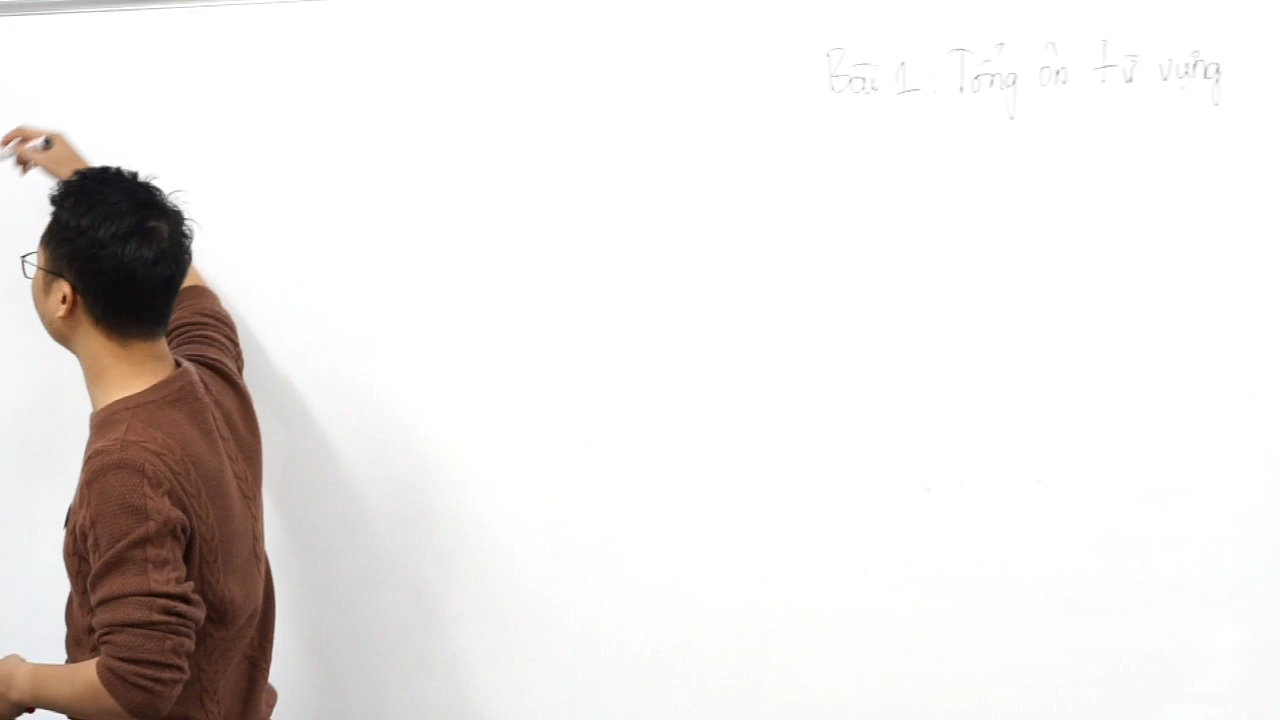 Bài 1: Tổng ôn từ vựng